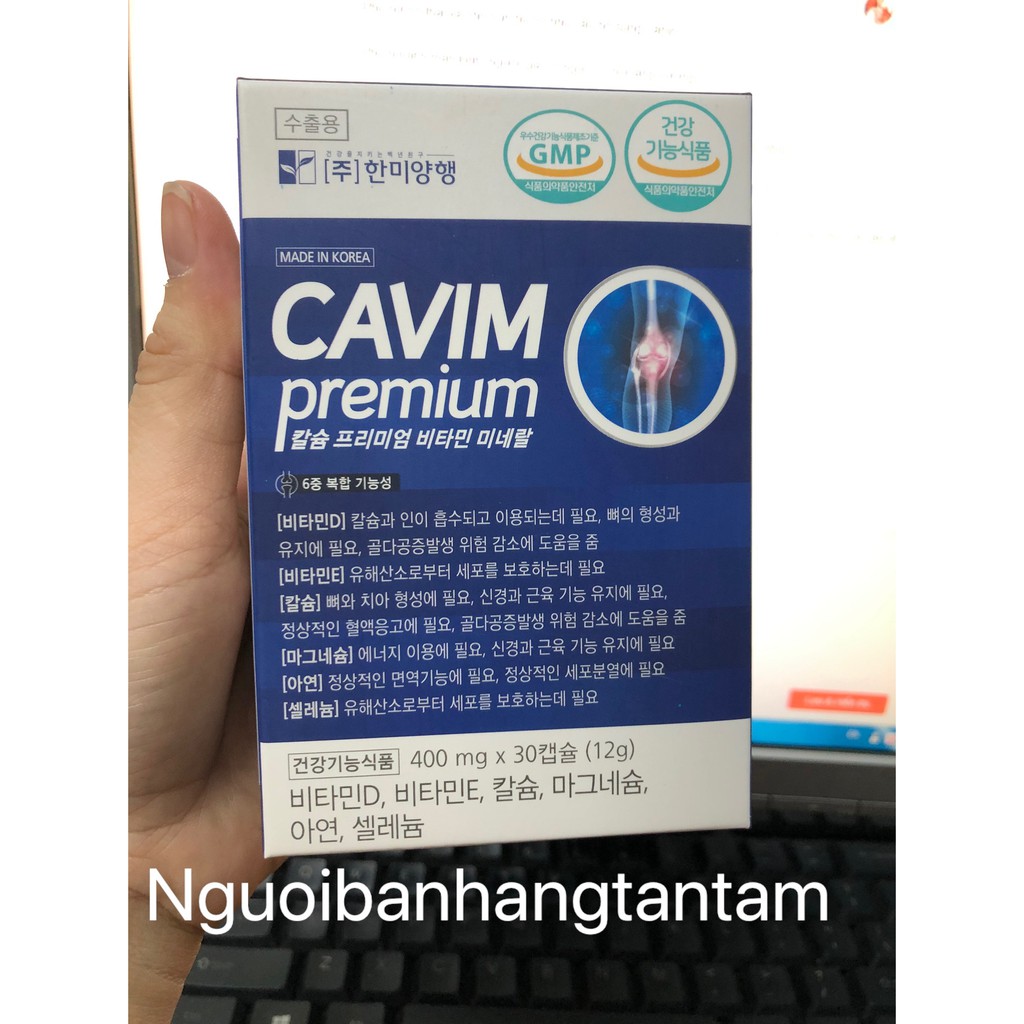 수출용
건강을지키는백년친구
[주]한미양행
우수건강기능식품제조기준
GMP
식품의약품안전처
건강
기능식품
식품의약품안전처
MADE IN KOREA
CAVIM
premium
칼슘 프리미엄 비타민 미네랄
6중 복합 기능성
[비타민D] 칼슘과 인이 흡수되고 이용되는데 필요, 뼈의 형성과
유지에 필요, 골다공증발생 위험 감소에 도움을 줌
[비타민E] 유해산소로부터 세포를 보호하는데 필요
[칼슘] 뼈와 치아 형성에 필요, 신경과 근육 기능 유지에 필요,
정상적인 혈액응고에 필요, 골다공증발생 위험 감소에 도움을 줌
[마그네슘] 에너지 이용에 필요, 신경과 근육 기능 유지에 필요
[아연] 정상적인 면역기능에 필요, 정상적인 세포분열에 필요
[셀레늄] 유해산소로부터 세포를 보호하는데 필요
건강기능식품 400 mg x 30캡슐 (12g)
비타민D, 비타민E, 칼슘, 마그네슘,
아연, 셀레늄
Nguoibanhangtantam